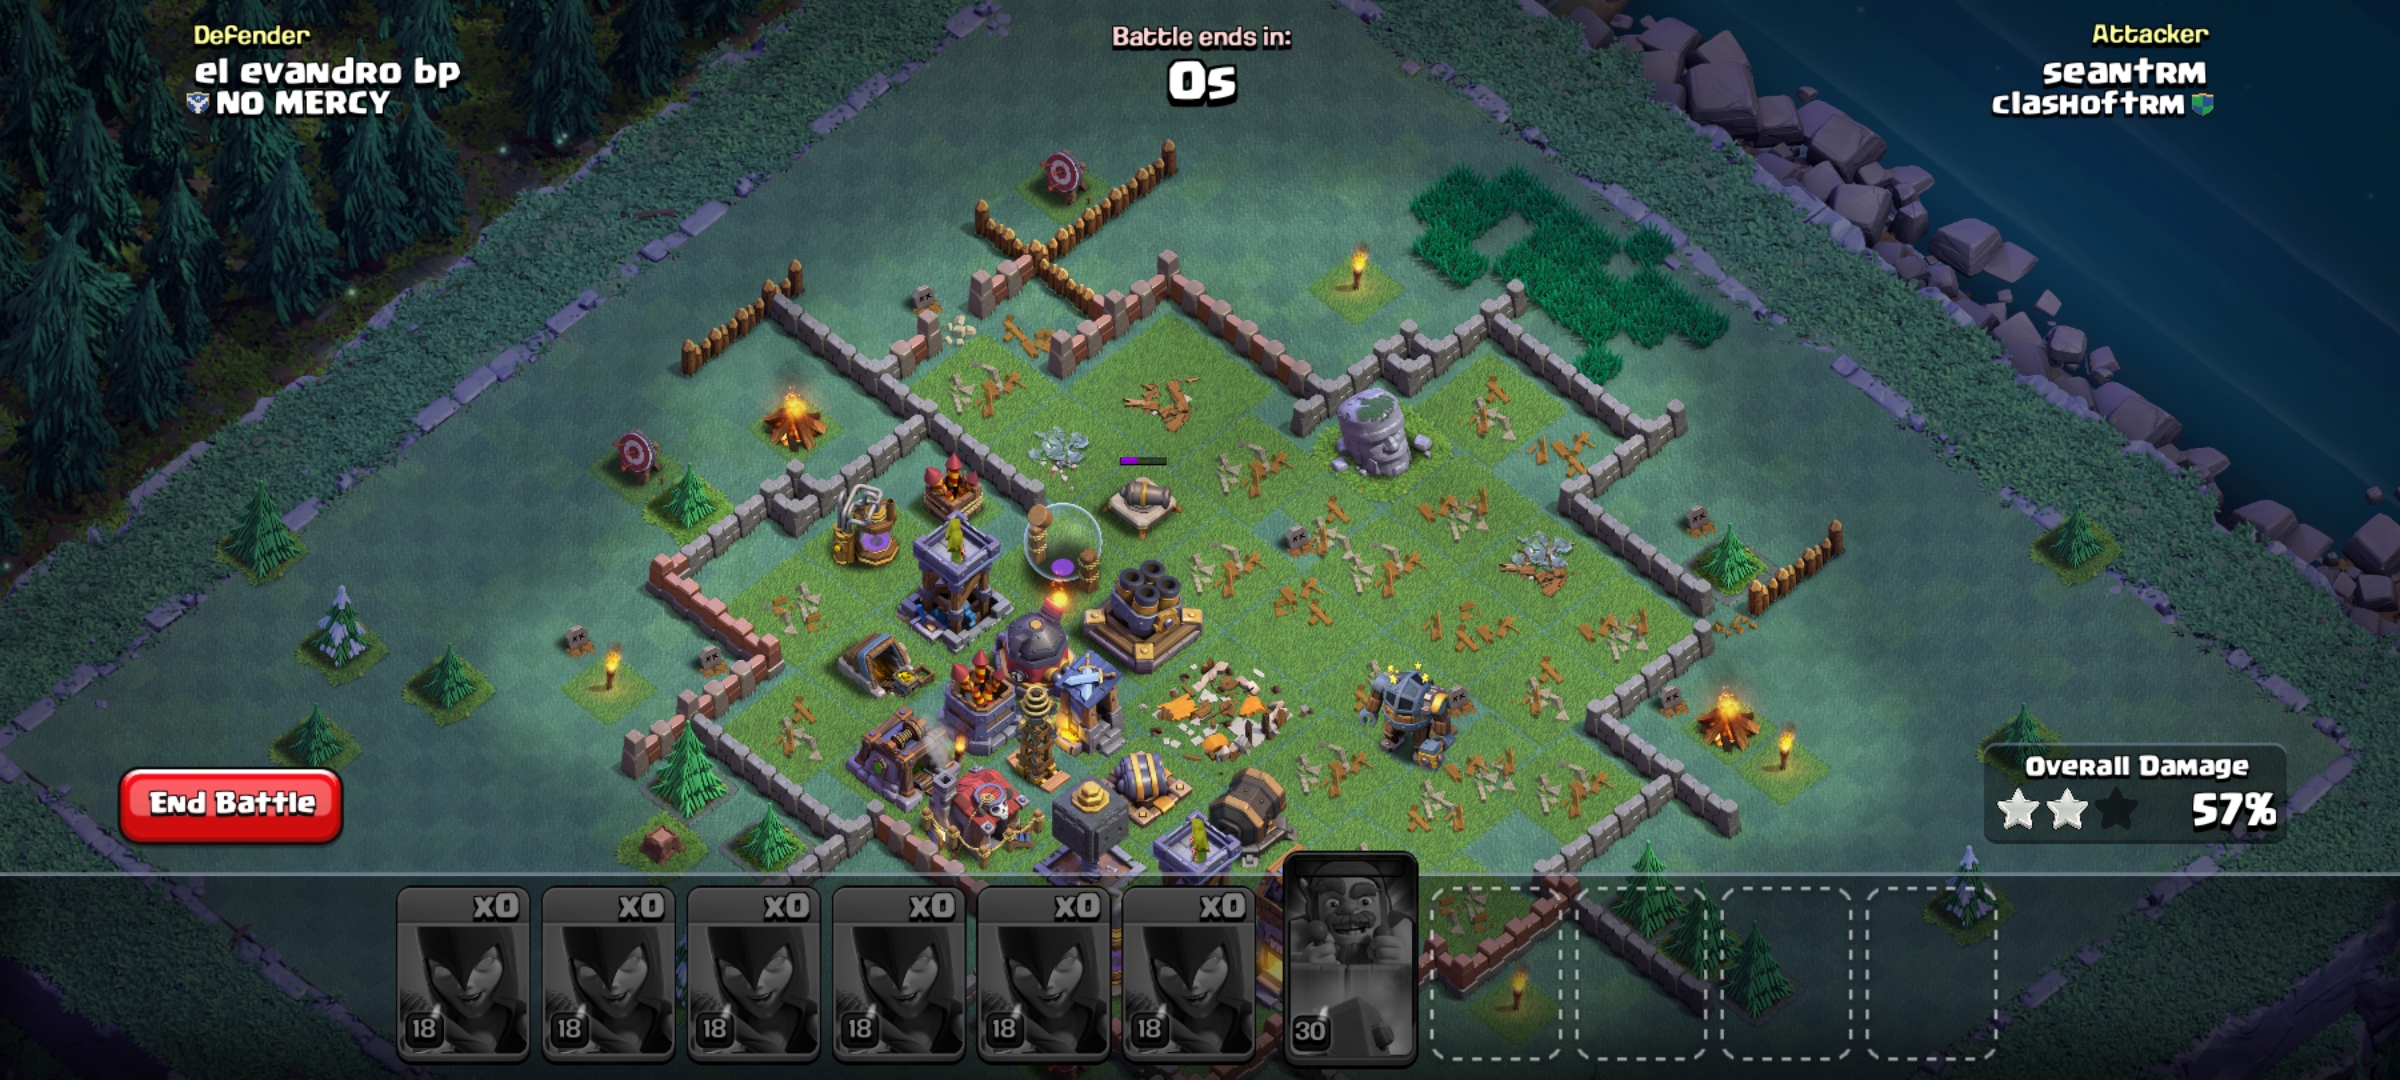 Defender
el evandro bp
NO MERCY
Battle ends in:
0s
Attacker
seantrm
clashoftrm
End Battle
Overall Damage
57%
x0
x0
x0
x0
x0
x0
18
18
18
18
18
18
30